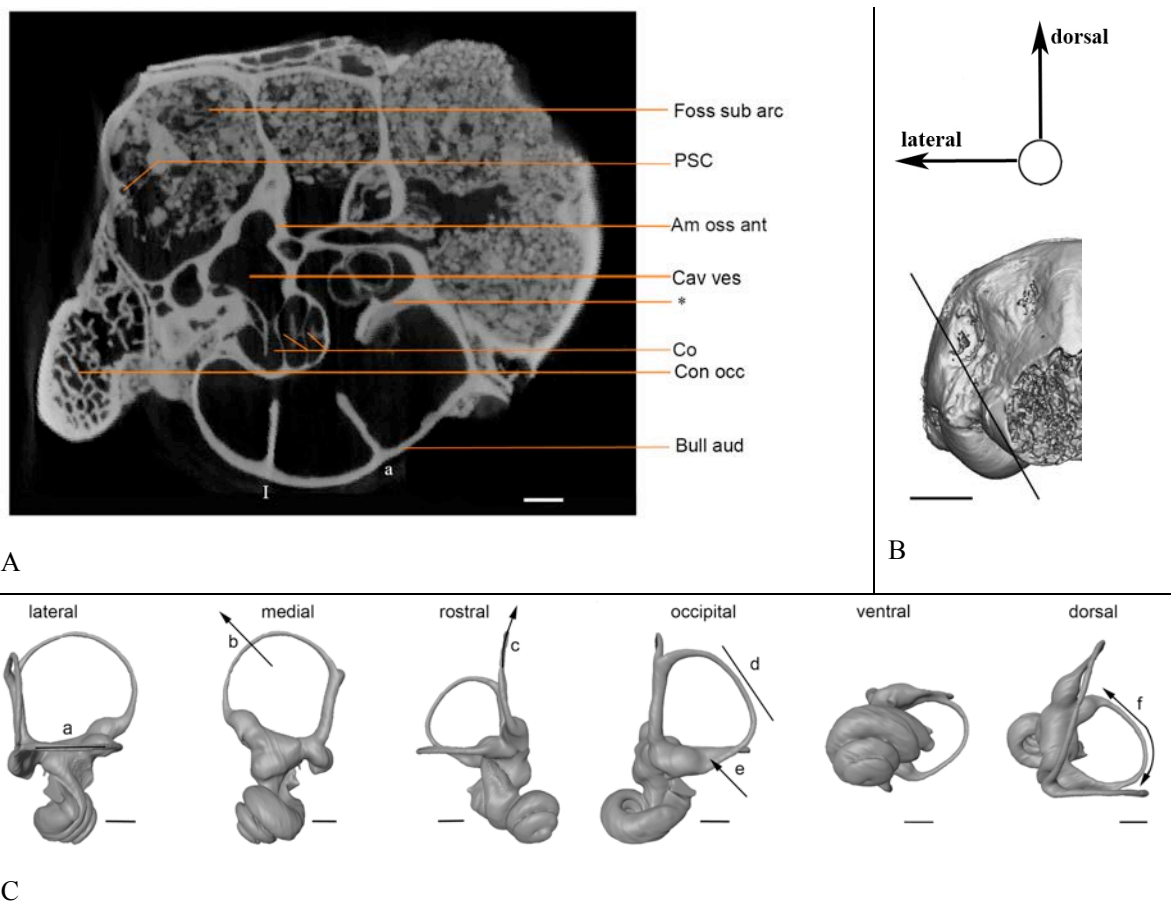 Foss sub arc
PSC
Am oss ant
Cav ves
*
Co
Con occ
Bull aud
a
I
A
dorsal
lateral
B
lateral
medial
rostral
occipital
ventral
dorsal
a
b
c
d
e
f
C